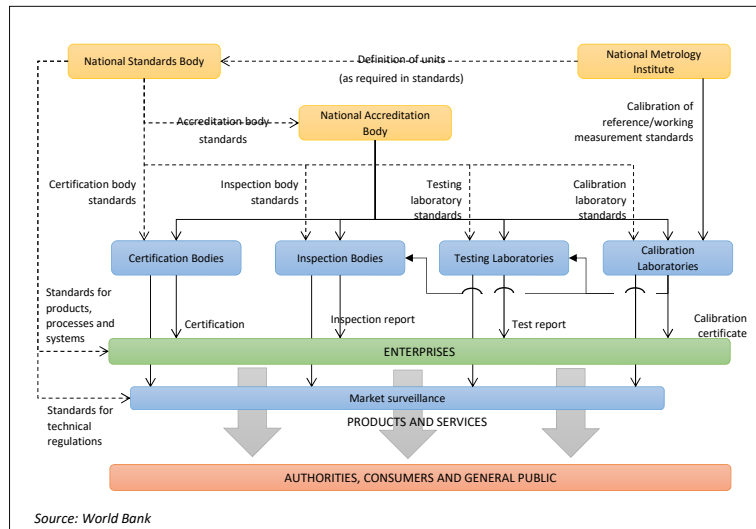 National Standards Body
Definition of units
(as required in standards)
National Metrology
Institute
Accreditation body
standards
National Accreditation
Body
Calibration of
reference/working
measurement standards
Certification body
standards
Inspection body
standards
Testing
laboratory
standards
Calibration
laboratory
standards
Certification Bodies
Inspection Bodies
Testing Laboratories
Calibration
Laboratories
Standards for
products,
processes and
systems
Certification
Inspection report
Test report
Calibration
certificate
ENTERPRISES
Market surveillance
Standards for
technical
regulations
PRODUCTS AND SERVICES
AUTHORITIES, CONSUMERS AND GENERAL PUBLIC
Source: World Bank